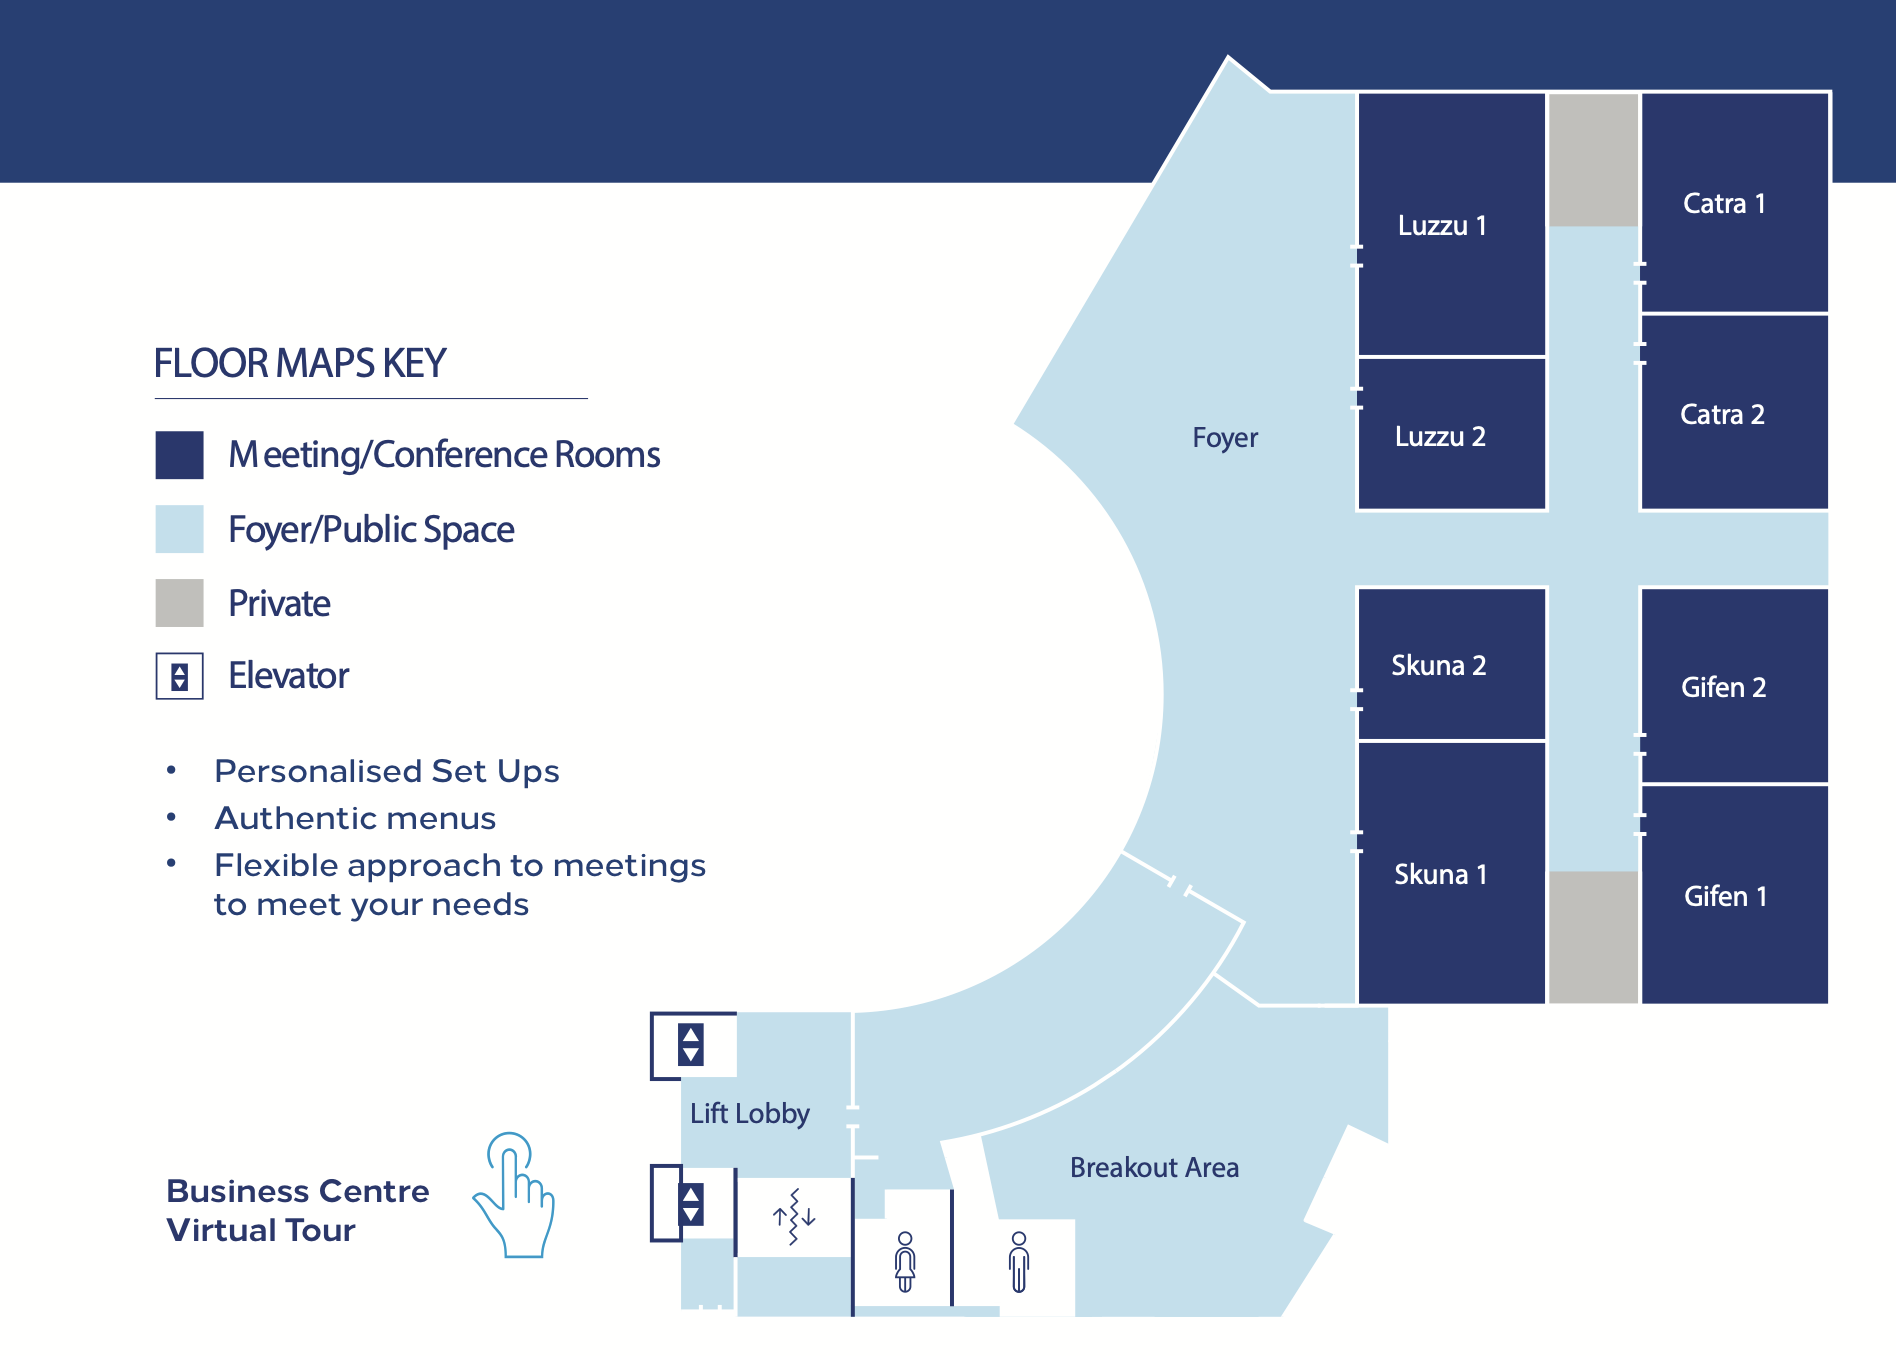 FLOOR MAPS KEY
Meeting/Conference Rooms
Foyer/Public Space
Private
Elevator
• Personalised Set Ups
• Authentic menus
• Flexible approach to meetings
to meet your needs
Business Centre
Virtual Tour
Luzzu 1
Catra 1
Luzzu 2
Catra 2
Foyer
Skuna 2
Gifen 2
Skuna 1
Gifen 1
Lift Lobby
Breakout Area